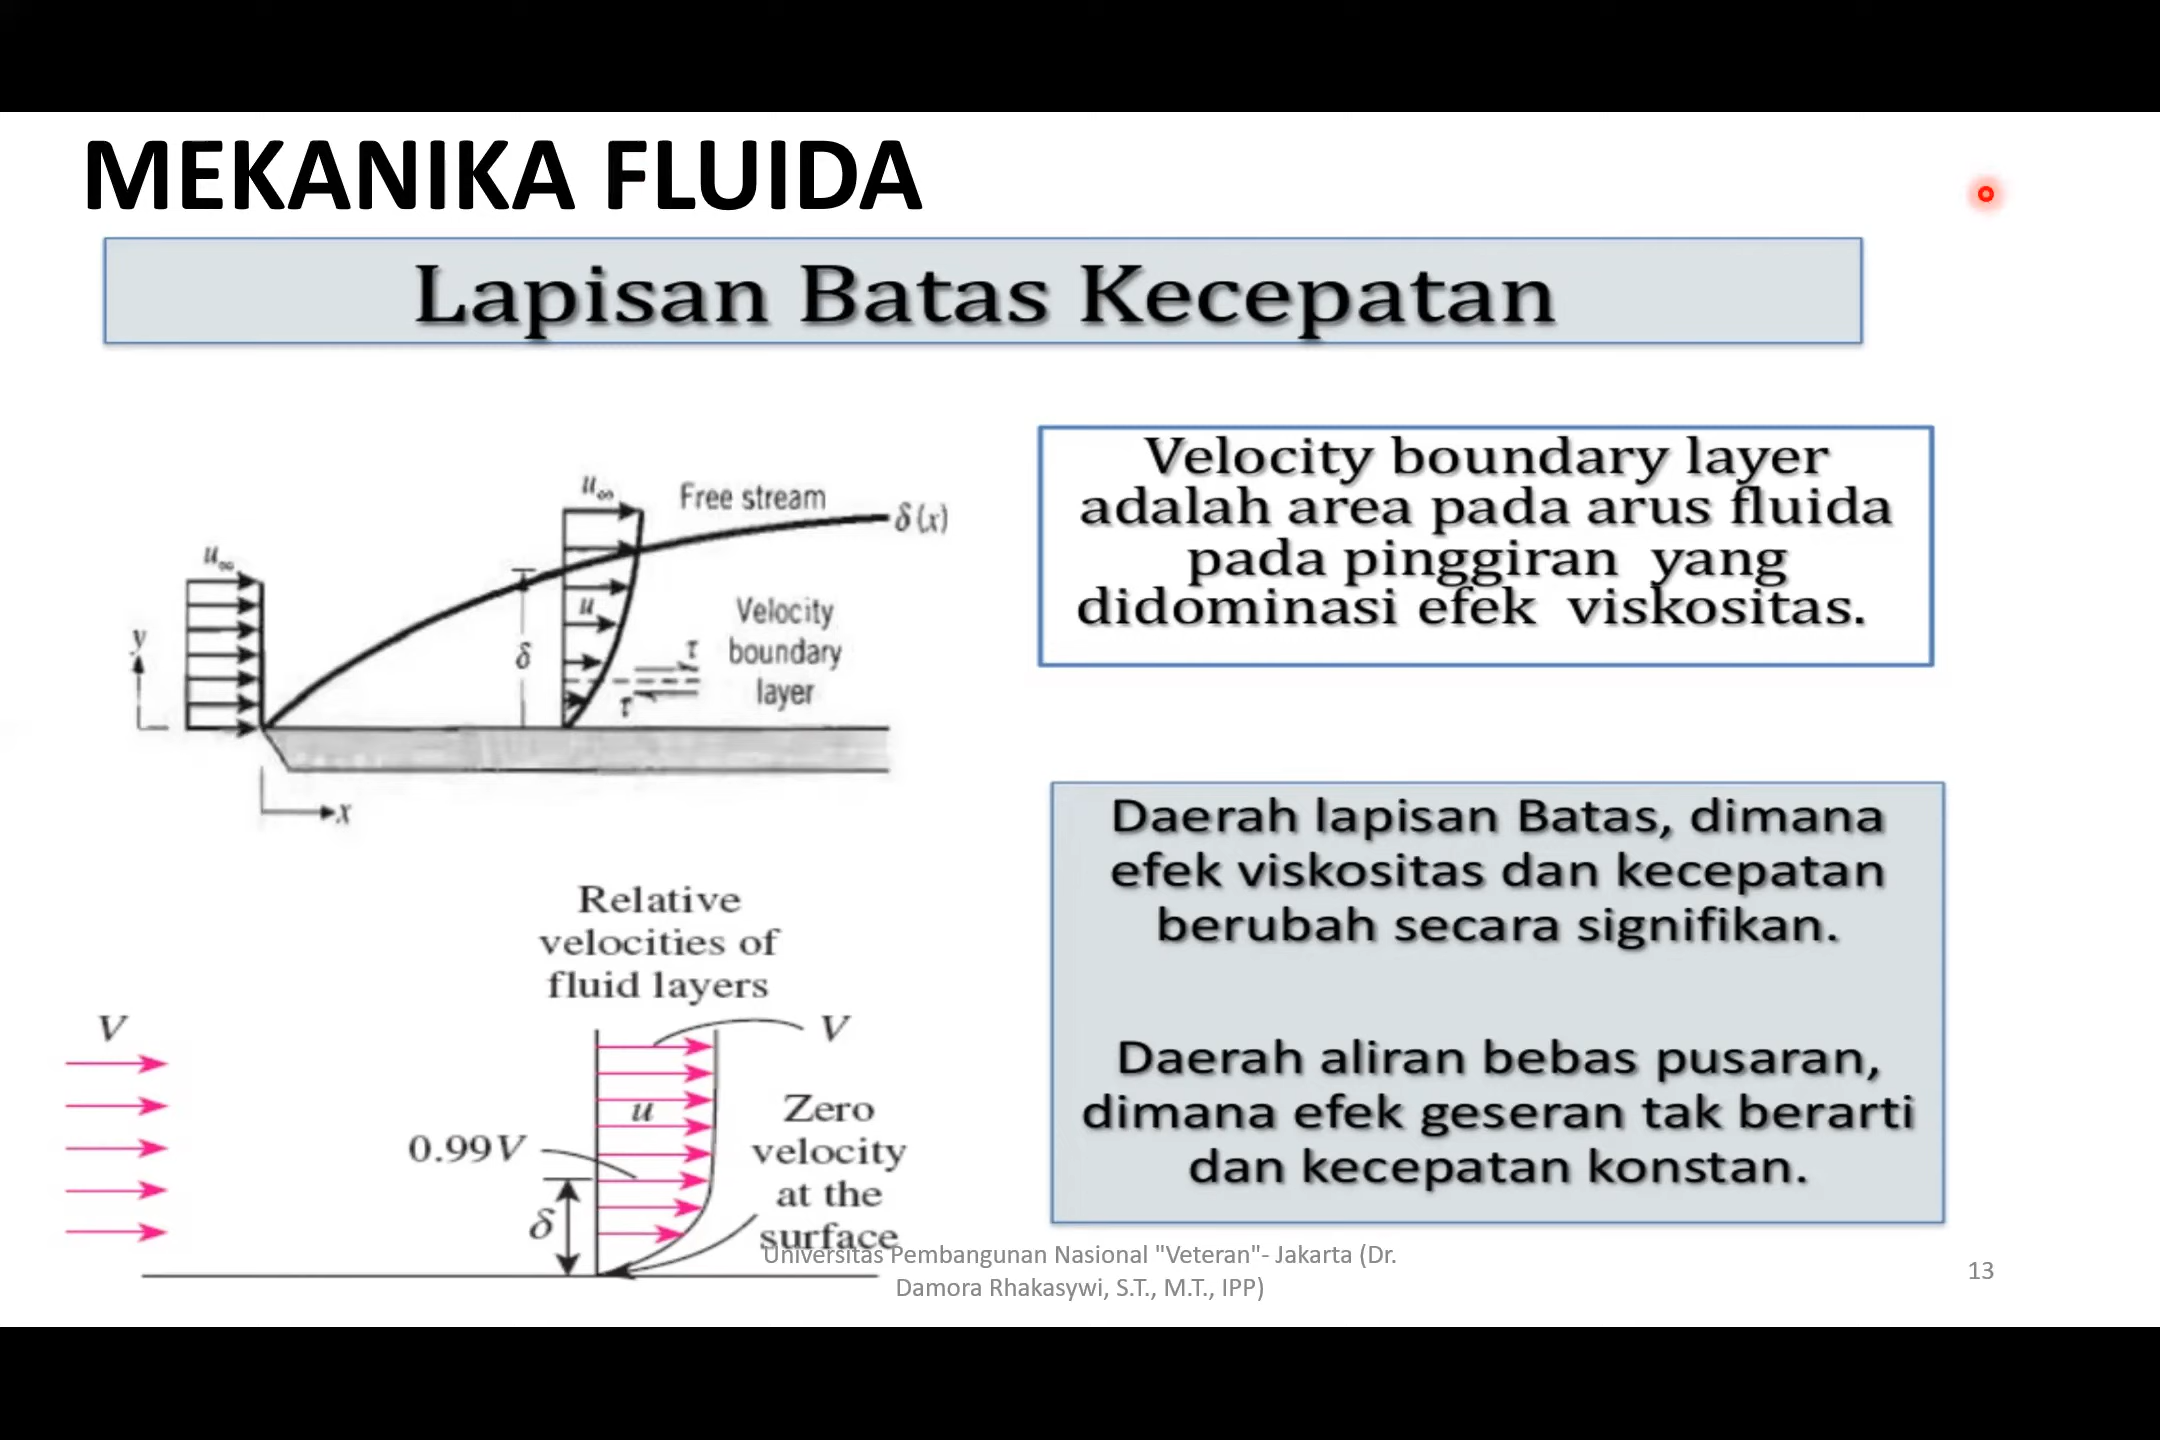 MEKANIKA FLUIDA
Lapisan Batas Kecepatan
u∞
Free stream
δ(x)
u∞
u
Velocity
boundary
layer
y
δ
τ
τ
x
Velocity boundary layer
adalah area pada arus fluida
pada pinggiran yang
didominasi efek viskositas.
Daerah lapisan Batas, dimana
efek viskositas dan kecepatan
berubah secara signifikan.
Daerah aliran bebas pusaran,
dimana efek geseran tak berarti
dan kecepatan konstan.
Relative
velocities of
fluid layers
V
V
u
0.99V
Zero
velocity
at the
surface
δ
Universitas Pembangunan Nasional "Veteran"- Jakarta (Dr.
Damora Rhakasywi, S.T., M.T., IPP)
13